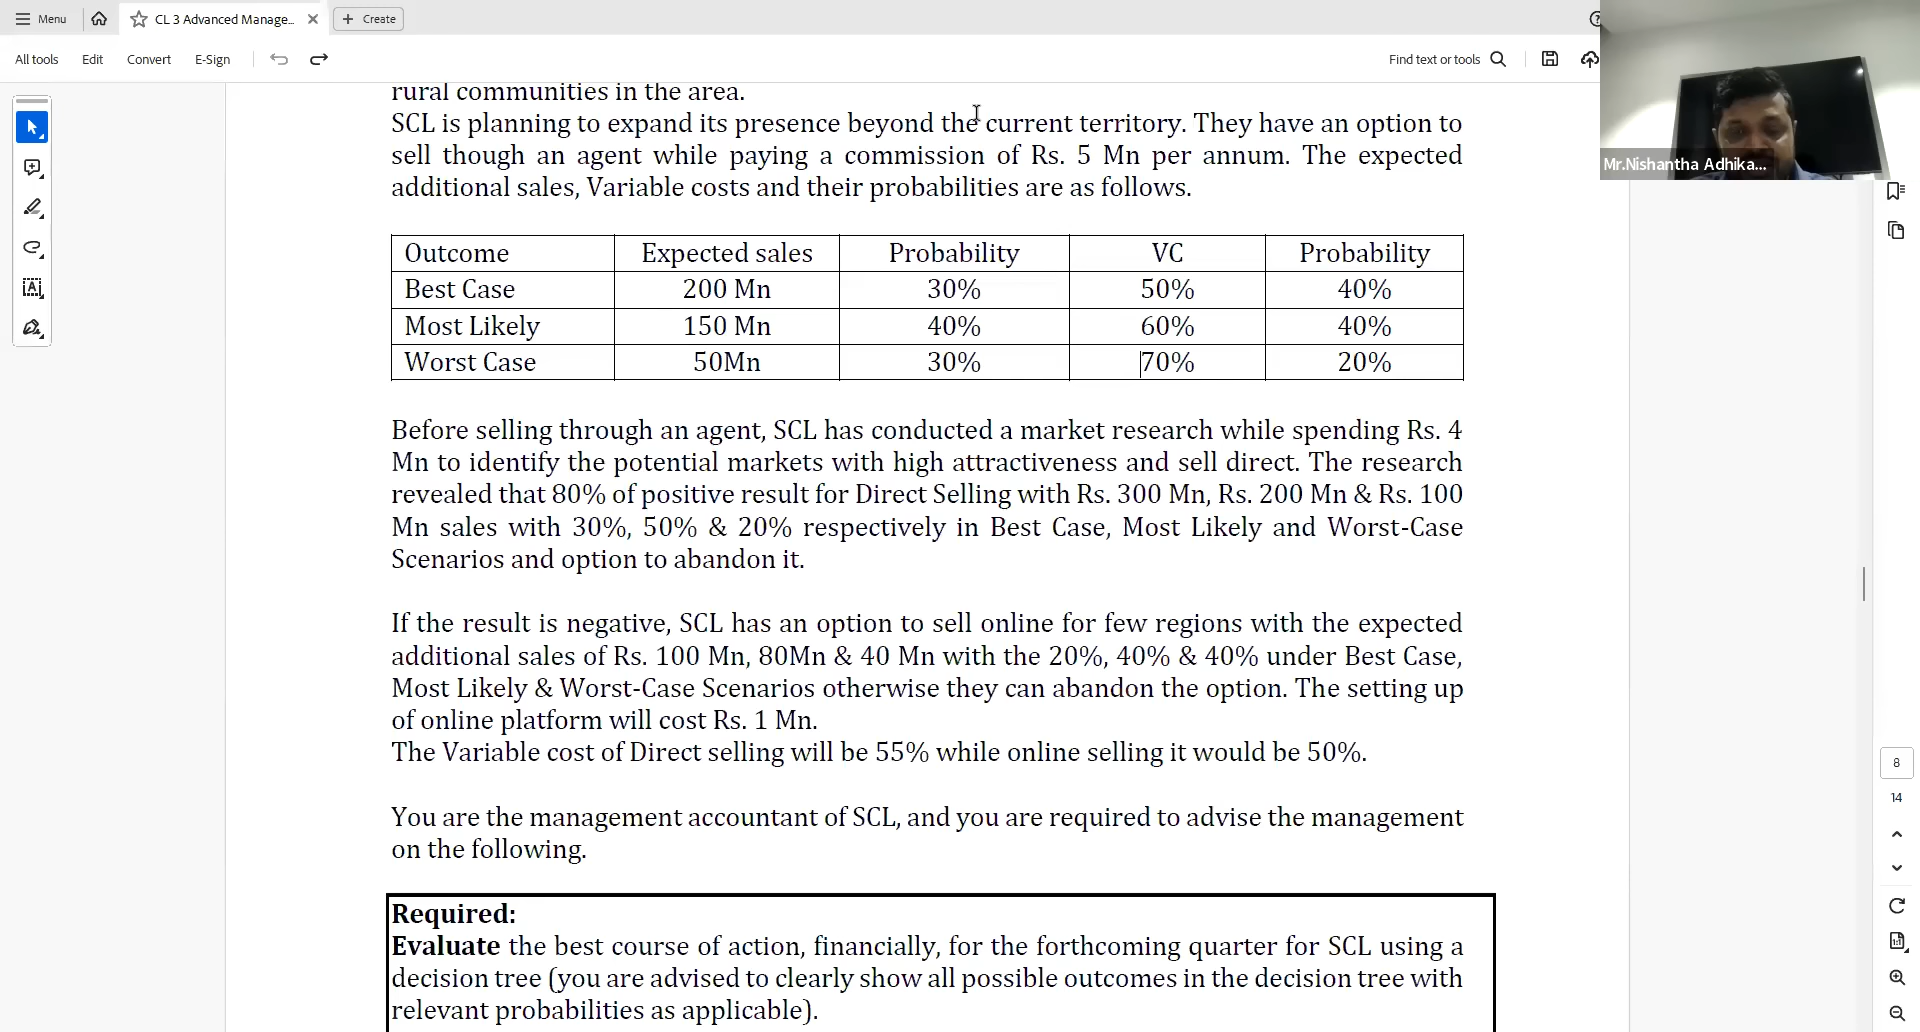 Menu
CL 3 Advanced Manage...
Create
All tools
Edit
Convert
E-Sign
Find text or tools
Mr.Nishantha Adhika...
rural communities in the area.
SCL is planning to expand its presence beyond the current territory. They have an option to
sell though an agent while paying a commission of Rs. 5 Mn per annum. The expected
additional sales, Variable costs and their probabilities are as follows.
Outcome Expected sales Probability VC Probability
Best Case 200 Mn 30% 50% 40%
Most Likely 150 Mn 40% 60% 40%
Worst Case 50Mn 30% 70% 20%
Before selling through an agent, SCL has conducted a market research while spending Rs. 4
Mn to identify the potential markets with high attractiveness and sell direct. The research
revealed that 80% of positive result for Direct Selling with Rs. 300 Mn, Rs. 200 Mn & Rs. 100
Mn sales with 30%, 50% & 20% respectively in Best Case, Most Likely and Worst-Case
Scenarios and option to abandon it.
If the result is negative, SCL has an option to sell online for few regions with the expected
additional sales of Rs. 100 Mn, 80Mn & 40 Mn with the 20%, 40% & 40% under Best Case,
Most Likely & Worst-Case Scenarios otherwise they can abandon the option. The setting up
of online platform will cost Rs. 1 Mn.
The Variable cost of Direct selling will be 55% while online selling it would be 50%.
You are the management accountant of SCL, and you are required to advise the management
on the following.
Required:
Evaluate the best course of action, financially, for the forthcoming quarter for SCL using a
decision tree (you are advised to clearly show all possible outcomes in the decision tree with
relevant probabilities as applicable).
8
14